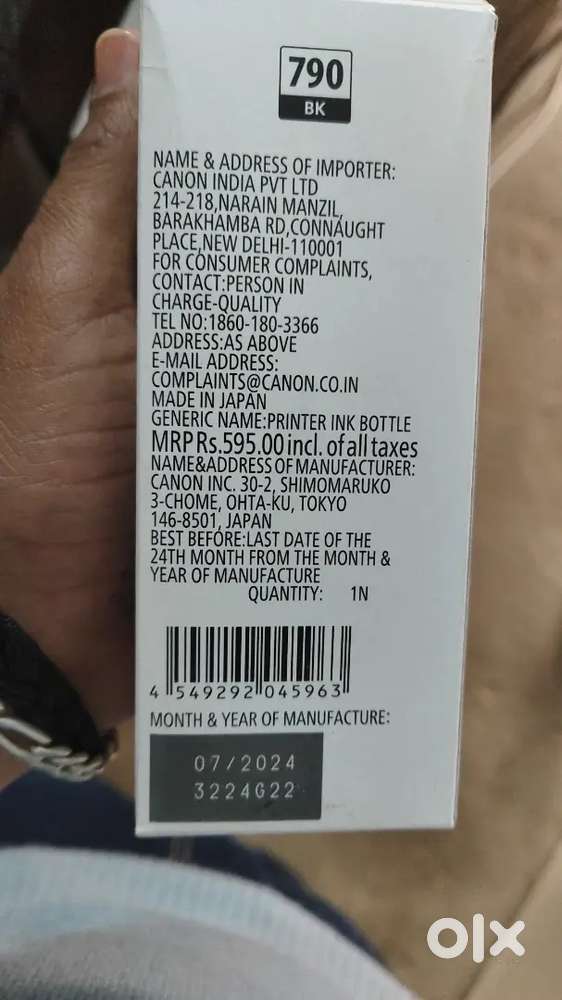 790
BK
NAME & ADDRESS OF IMPORTER:
CANON INDIA PVT LTD
214-218,NARAIN MANZIL,
BARAKHAMBA RD,CONNAUGHT
PLACE,NEW DELHI-110001
FOR CONSUMER COMPLAINTS,
CONTACT:PERSON IN
CHARGE-QUALITY
TEL NO:1860-180-3366
ADDRESS:AS ABOVE
E-MAIL ADDRESS:
COMPLAINTS@CANON.CO.IN
MADE IN JAPAN
GENERIC NAME:PRINTER INK BOTTLE
MRPRs.595.00incl. of all taxes
NAME&ADDRESS OF MANUFACTURER:
CANON INC. 30-2, SHIMOMARUKO
3-CHOME, OHTA-KU, TOKYO
146-8501, JAPAN
BEST BEFORE:LAST DATE OF THE
24TH MONTH FROM THE MONTH &
YEAR OF MANUFACTURE
QUANTITY: 1N
4 549292 045963
MONTH & YEAR OF MANUFACTURE:
07/2024
3224G22
olx